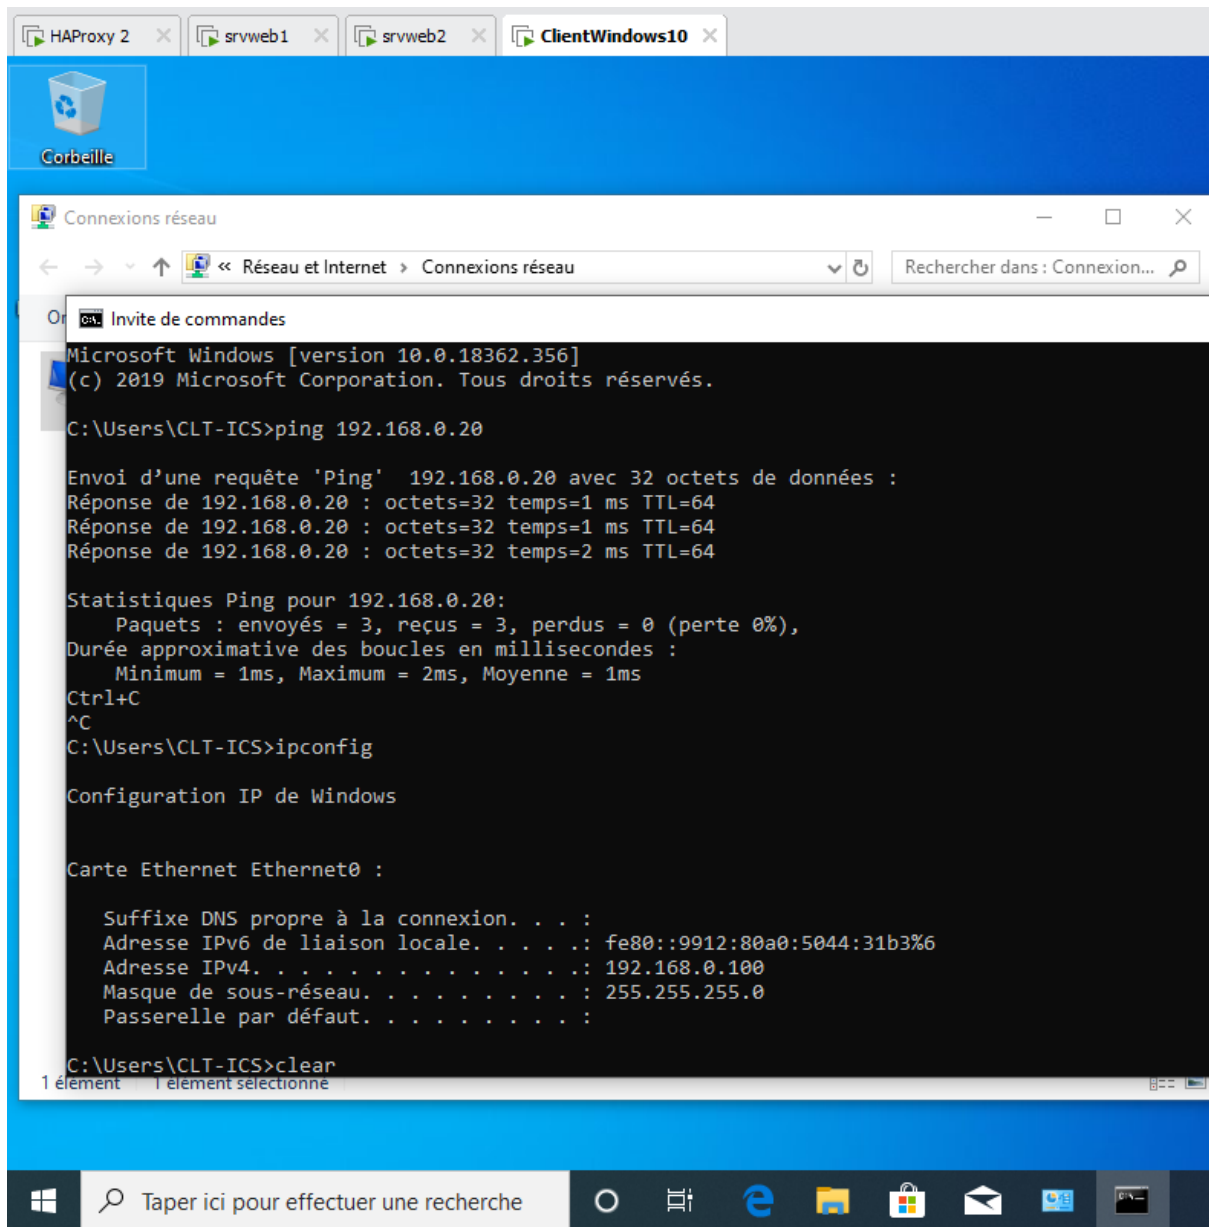 HAProxy 2
srvweb1
srvweb2
ClientWindows10
Corbeille
Connexions réseau
« Réseau et Internet > Connexions réseau
Rechercher dans : Connexion...
Or
Invite de commandes
Microsoft Windows [version 10.0.18362.356]
(c) 2019 Microsoft Corporation. Tous droits réservés.
C:\Users\CLT-ICS>ping 192.168.0.20
Envoi d’une requête 'Ping'  192.168.0.20 avec 32 octets de données :
Réponse de 192.168.0.20 : octets=32 temps=1 ms TTL=64
Réponse de 192.168.0.20 : octets=32 temps=1 ms TTL=64
Réponse de 192.168.0.20 : octets=32 temps=2 ms TTL=64
Statistiques Ping pour 192.168.0.20:
    Paquets : envoyés = 3, reçus = 3, perdus = 0 (perte 0%),
Durée approximative des boucles en millisecondes :
    Minimum = 1ms, Maximum = 2ms, Moyenne = 1ms
Ctrl+C
^C
C:\Users\CLT-ICS>ipconfig
Configuration IP de Windows
Carte Ethernet Ethernet0 :
   Suffixe DNS propre à la connexion. . . :
   Adresse IPv6 de liaison locale. . . . .: fe80::9912:80a0:5044:31b3%6
   Adresse IPv4. . . . . . . . . . . . . .: 192.168.0.100
   Masque de sous-réseau. . . . . . . . . : 255.255.255.0
   Passerelle par défaut. . . . . . . . . :
C:\Users\CLT-ICS>clear
1 élément
1 élément sélectionné
Taper ici pour effectuer une recherche